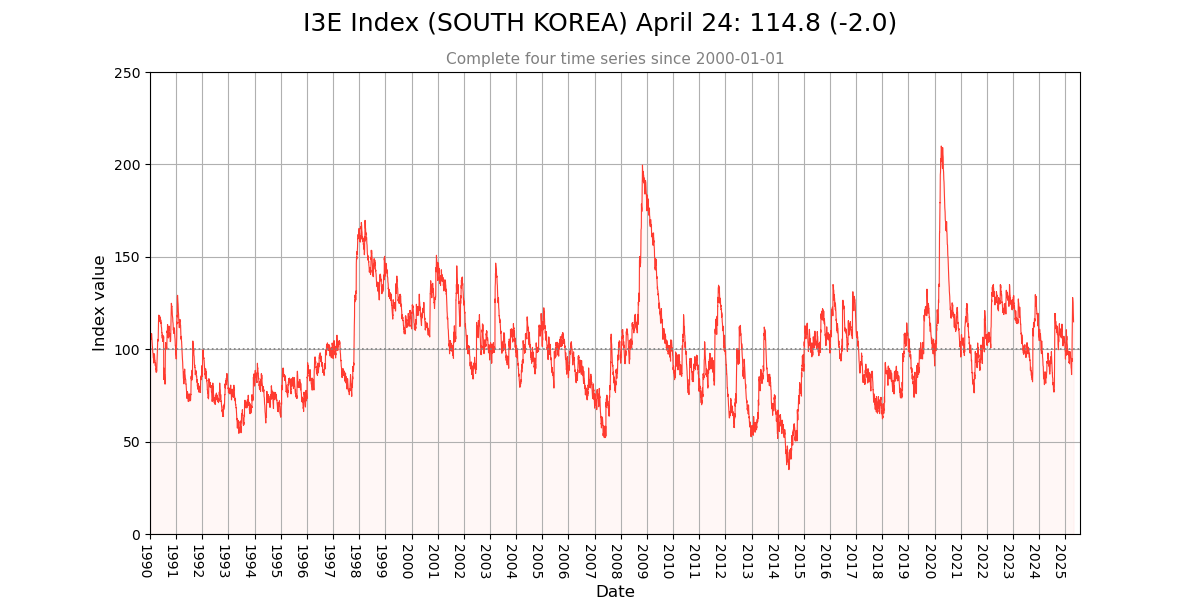 I3E Index (SOUTH KOREA) April 24: 114.8 (-2.0)
Complete four time series since 2000-01-01
250
200
150
100
50
0
Index value
1990 1991 1992 1993 1994 1995 1996 1997 1998 1999 2000 2001 2002 2003 2004 2005 2006 2007 2008 2009 2010 2011 2012 2013 2014 2015 2016 2017 2018 2019 2020 2021 2022 2023 2024 2025
Date